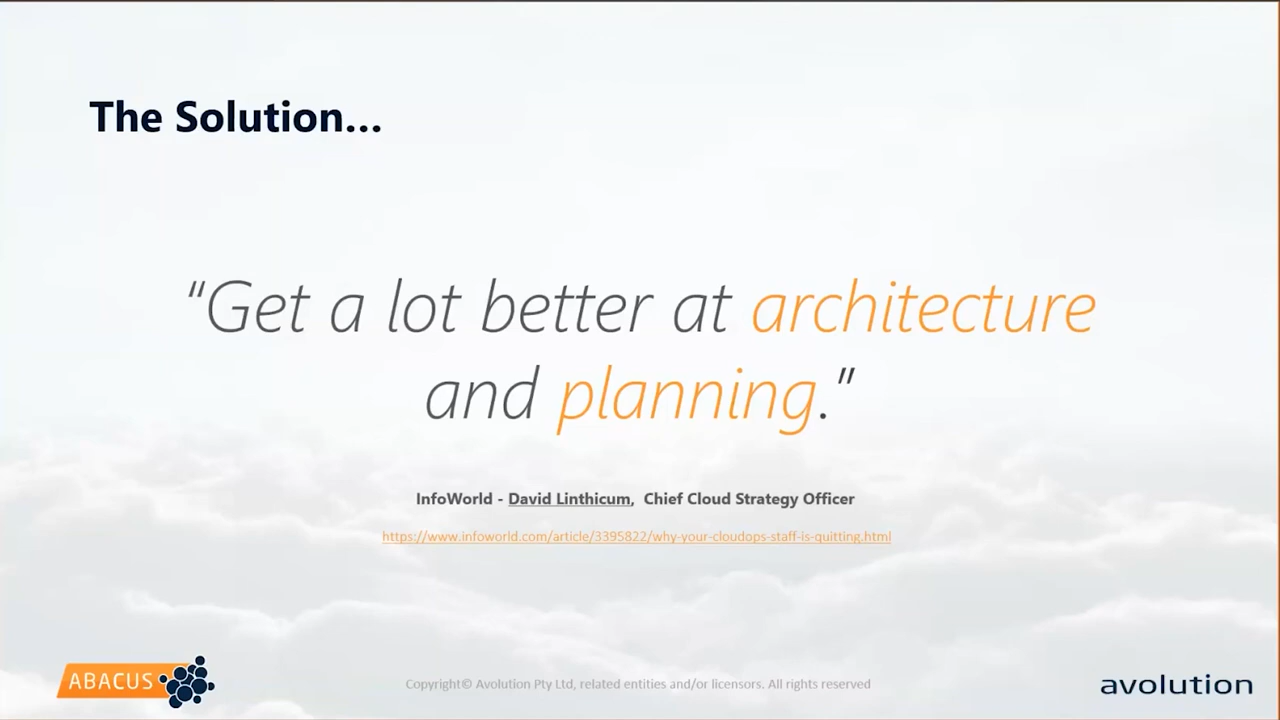 The Solution...
"Get a lot better at architecture
and planning."
InfoWorld - David Linthicum, Chief Cloud Strategy Officer
https://www.infoworld.com/article/3395822/why-your-cloudops-staff-is-quitting.html
ABACUS
Copyright© Avolution Pty Ltd, related entities and/or licensors. All rights reserved
avolution